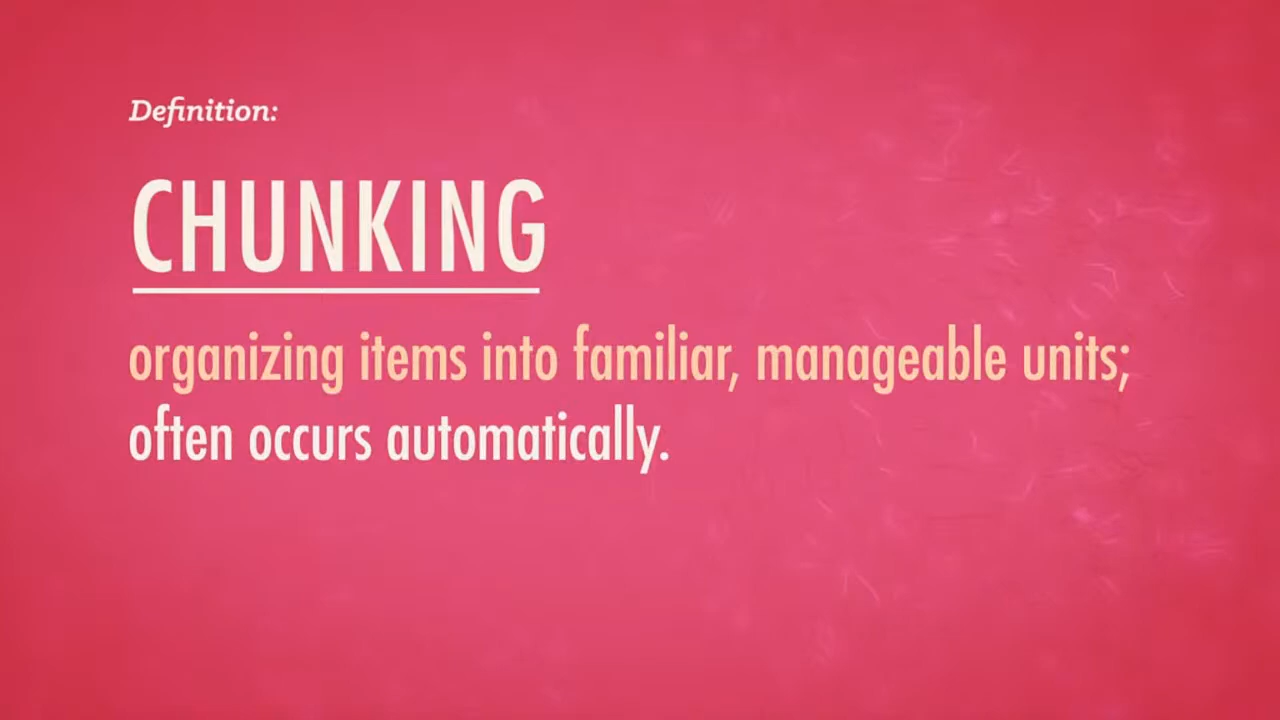 Definition:
CHUNKING
organizing items into familiar, manageable units;
often occurs automatically.